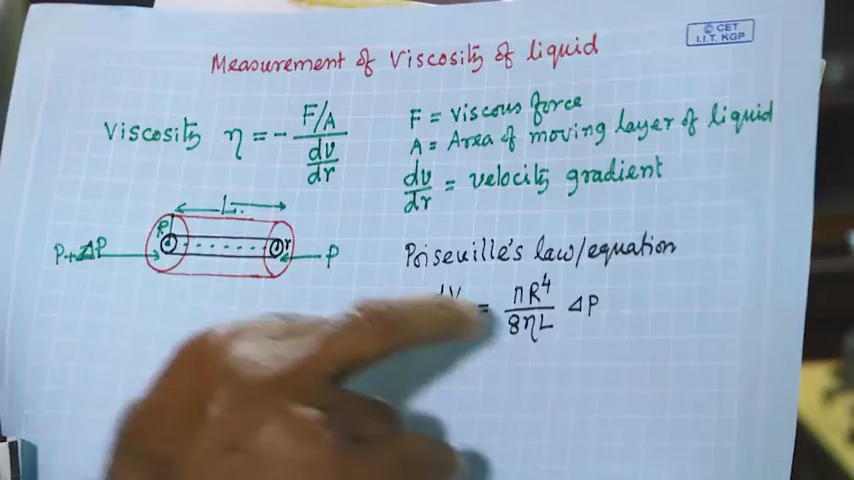 © CET
I.I.T. KGP
Measurement of Viscosity of liquid
Viscosity η = - F/A / dv/dr
F = Viscous force
A = Area of moving layer of liquid
dv/dr = velocity gradient
L
R
P+ΔP
r
P
Poiseuille's law/equation
= πR⁴/8ηL ΔP